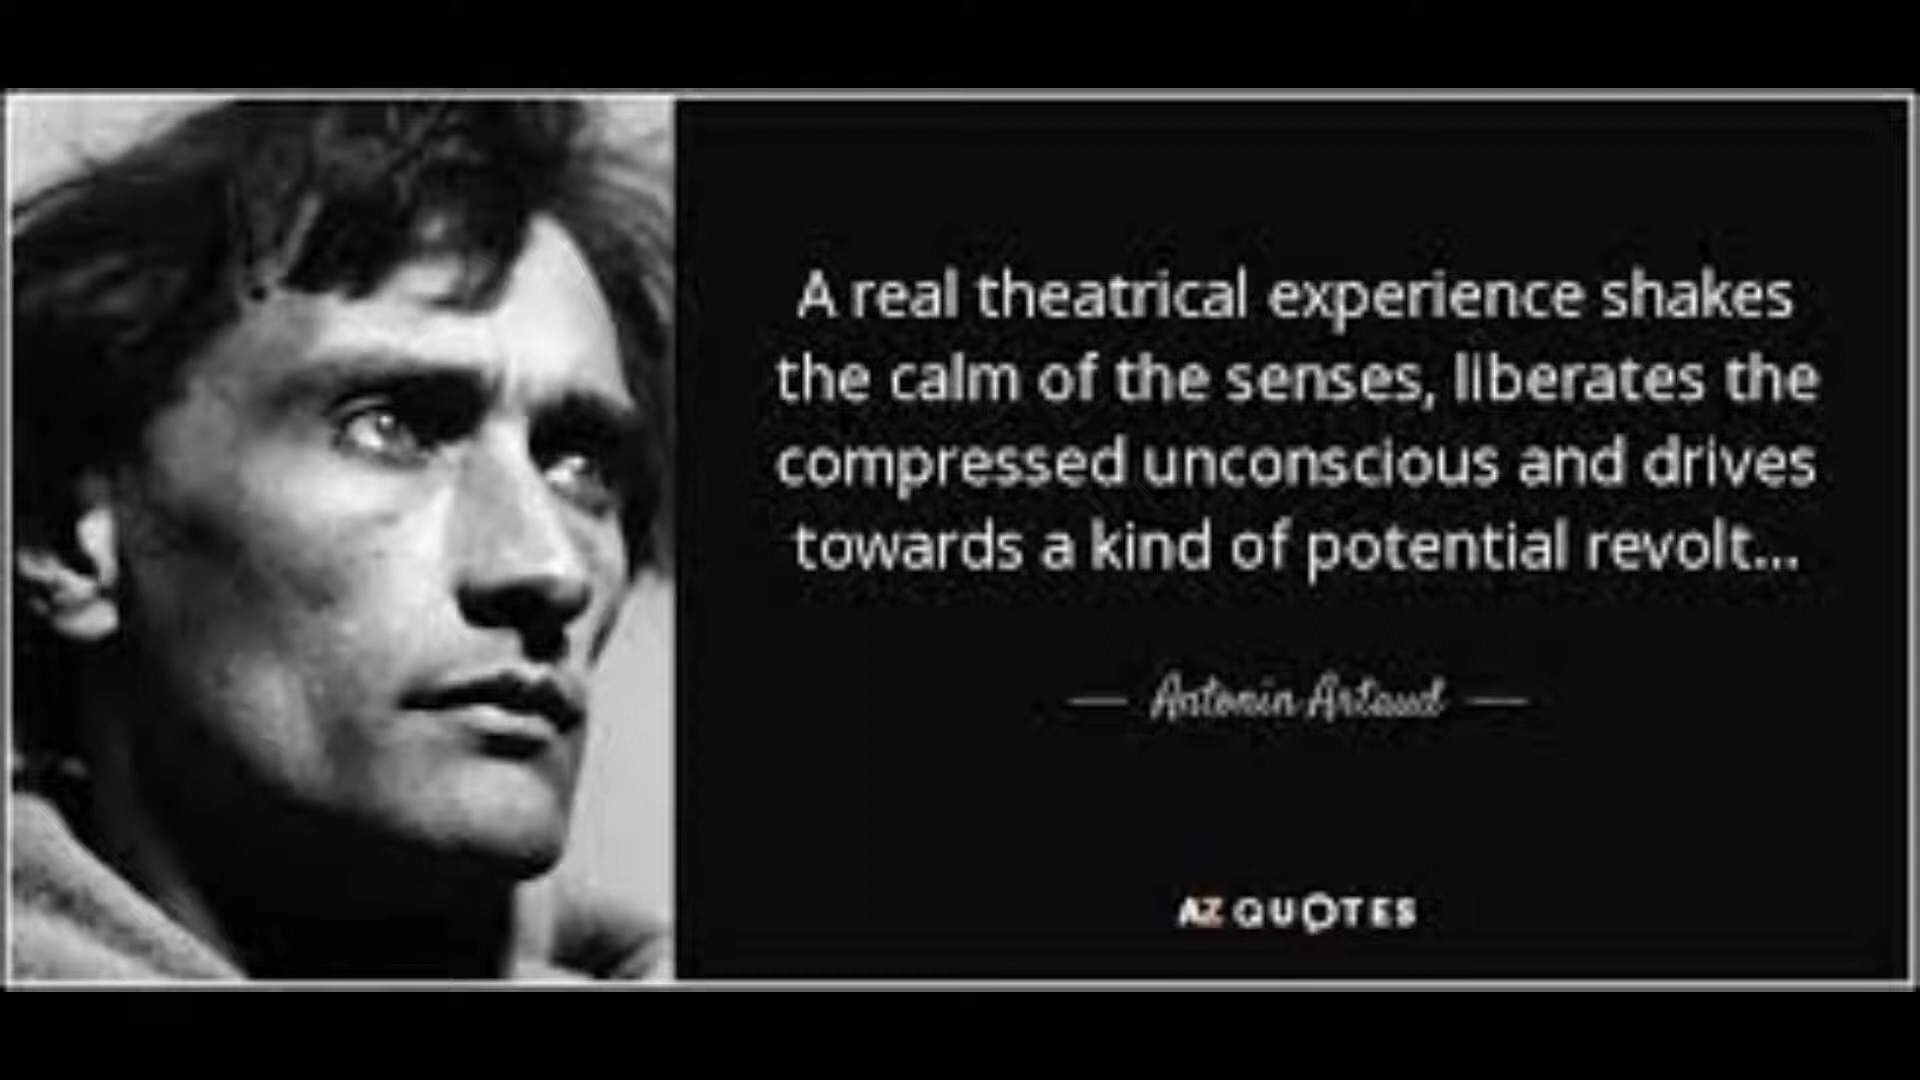 A real theatrical experience shakes
the calm of the senses, liberates the
compressed unconscious and drives
towards a kind of potential revolt...
— Antonin Artaud —
AZ QUOTES